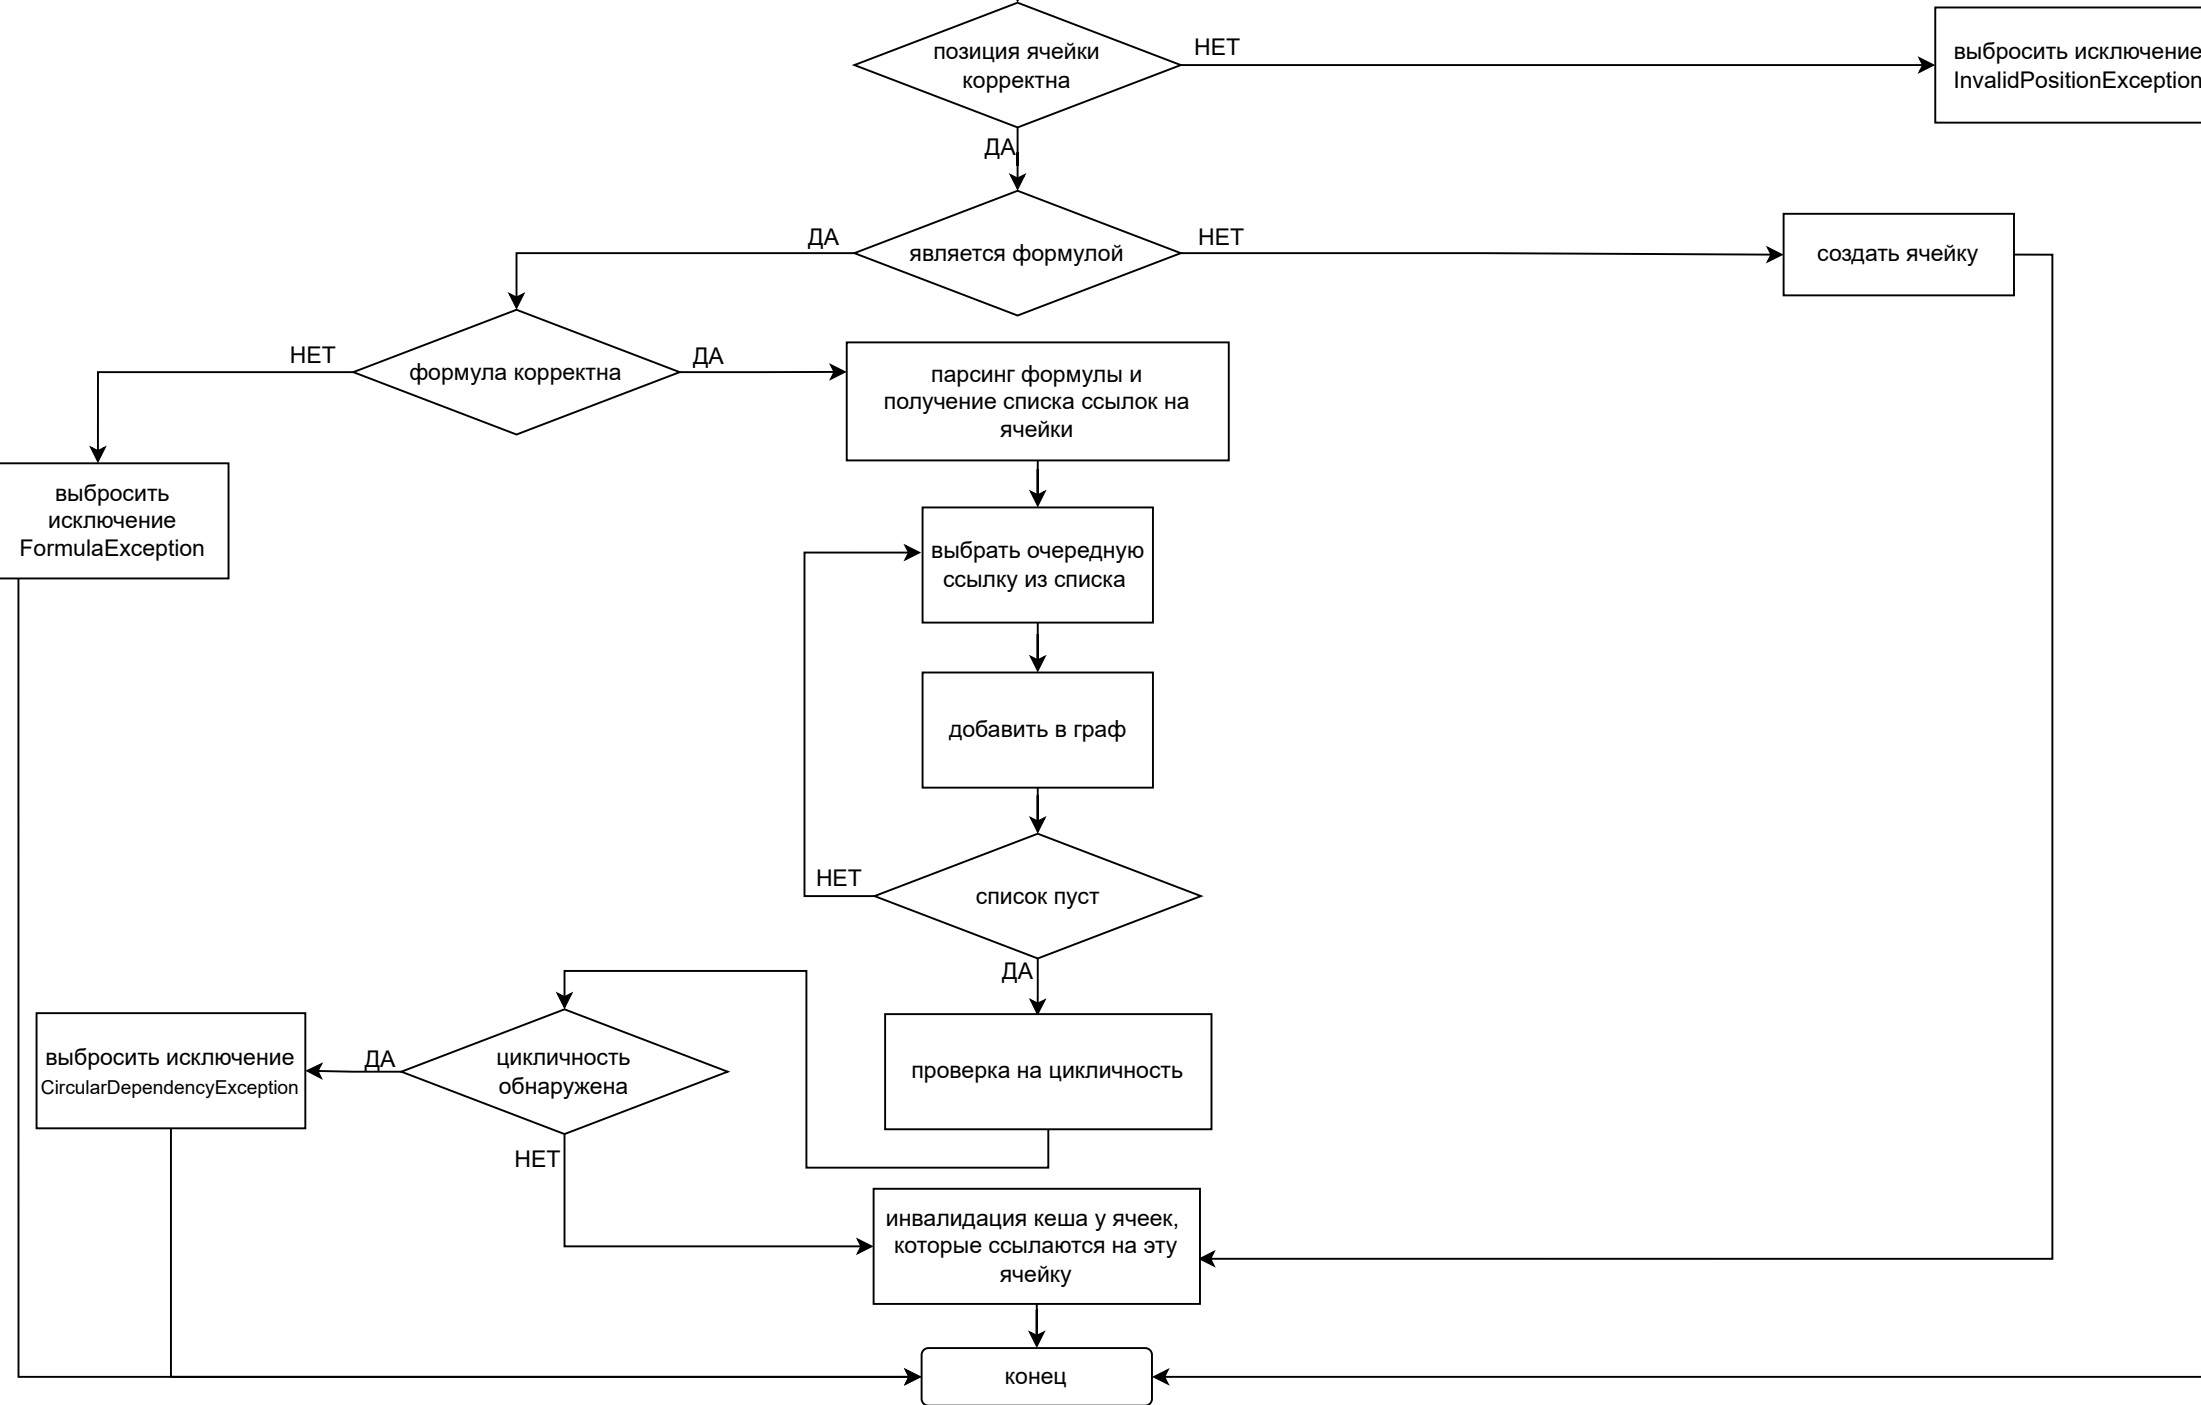 позиция ячейки
корректна
НЕТ
выбросить исключение
InvalidPositionException
ДА
является формулой
ДА
НЕТ
создать ячейку
формула корректна
НЕТ
ДА
парсинг формулы и
получение списка ссылок на
ячейки
выбросить
исключение
FormulaException
выбрать очередную
ссылку из списка
добавить в граф
список пуст
НЕТ
ДА
проверка на цикличность
цикличность
обнаружена
ДА
выбросить исключение
CircularDependencyException
НЕТ
инвалидация кеша у ячеек,
которые ссылаются на эту
ячейку
конец